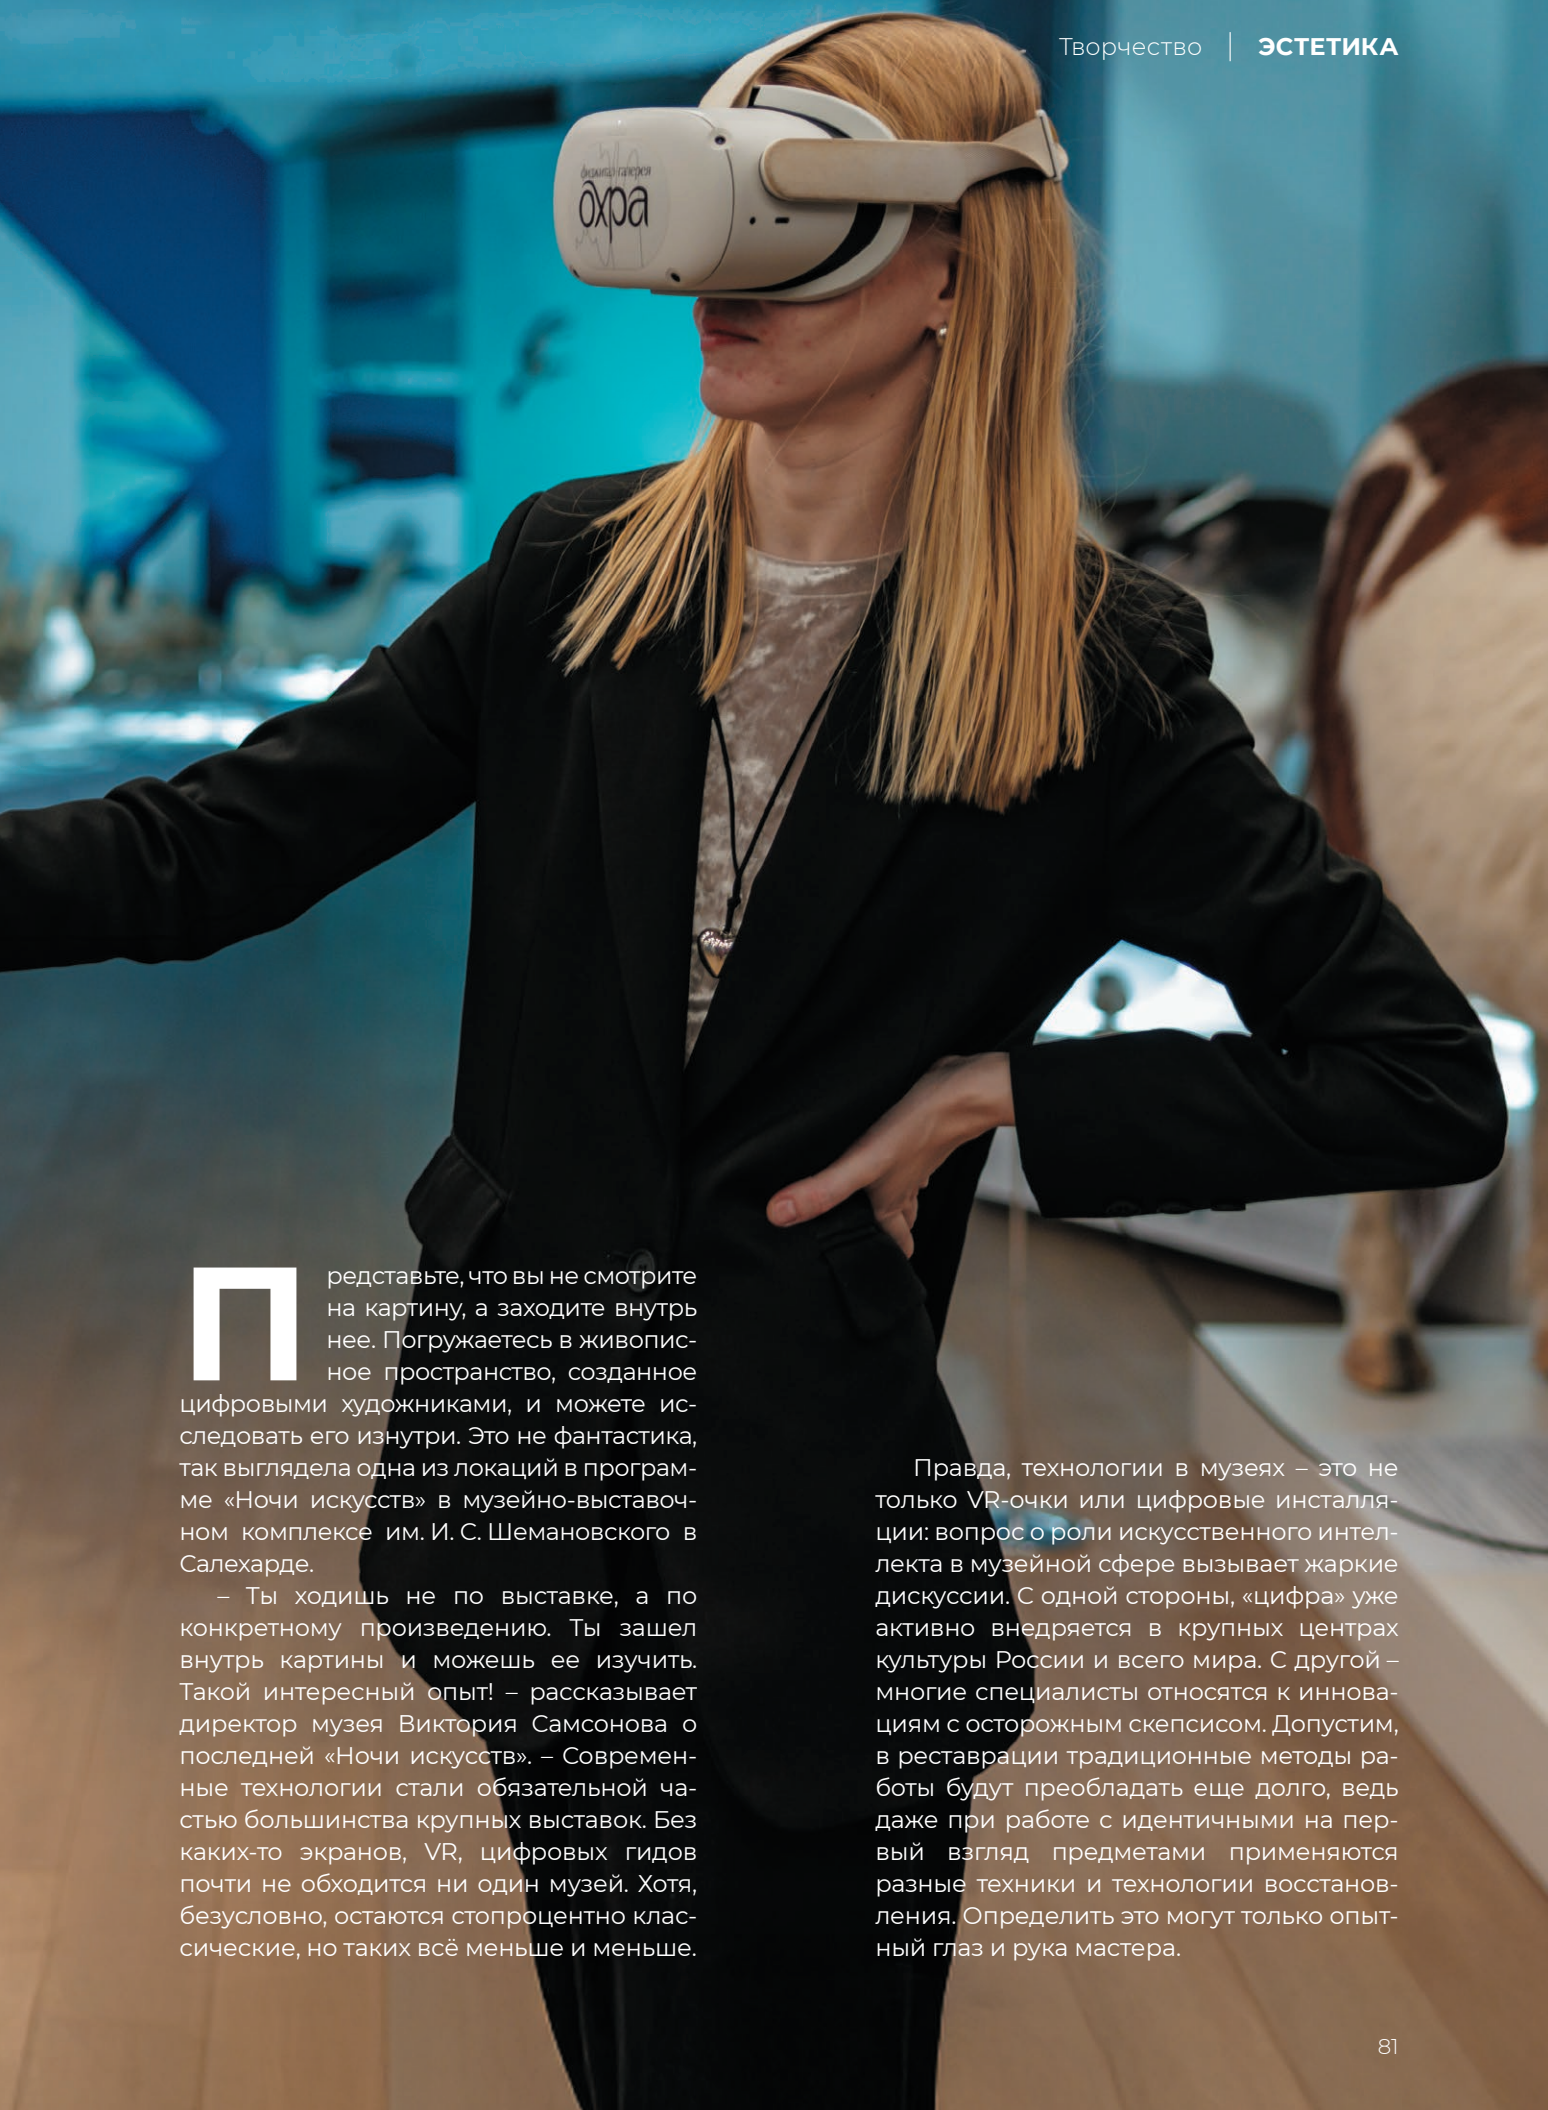 Творчество | ЭСТЕТИКА
фиджитал-галерея
охра
Представьте, что вы не смотрите
на картину, а заходите внутрь
нее. Погружаетесь в живопис-
ное пространство, созданное
цифровыми художниками, и можете ис-
следовать его изнутри. Это не фантастика,
так выглядела одна из локаций в програм-
ме «Ночи искусств» в музейно-выставоч-
ном комплексе им. И. С. Шемановского в
Салехарде.
– Ты ходишь не по выставке, а по
конкретному произведению. Ты зашел
внутрь картины и можешь ее изучить.
Такой интересный опыт! – рассказывает
директор музея Виктория Самсонова о
последней «Ночи искусств». – Современ-
ные технологии стали обязательной ча-
стью большинства крупных выставок. Без
каких-то экранов, VR, цифровых гидов
почти не обходится ни один музей. Хотя,
безусловно, остаются стопроцентно клас-
сические, но таких всё меньше и меньше.
Правда, технологии в музеях – это не
только VR-очки или цифровые инсталля-
ции: вопрос о роли искусственного интел-
лекта в музейной сфере вызывает жаркие
дискуссии. С одной стороны, «цифра» уже
активно внедряется в крупных центрах
культуры России и всего мира. С другой –
многие специалисты относятся к иннова-
циям с осторожным скепсисом. Допустим,
в реставрации традиционные методы ра-
боты будут преобладать еще долго, ведь
даже при работе с идентичными на пер-
вый взгляд предметами применяются
разные техники и технологии восстанов-
ления. Определить это могут только опыт-
ный глаз и рука мастера.
81